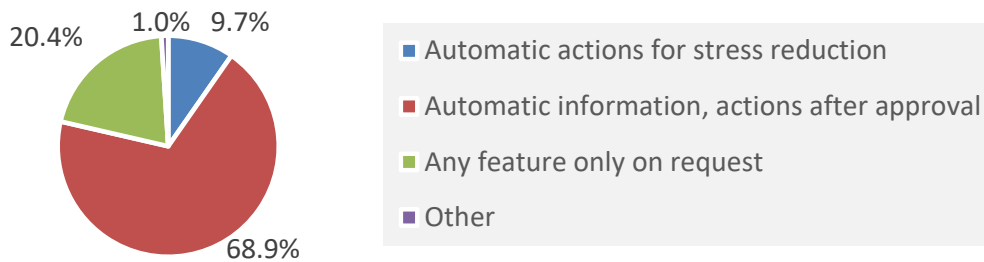 1.0%
9.7%
20.4%
68.9%
Automatic actions for stress reduction
Automatic information, actions after approval
Any feature only on request
Other